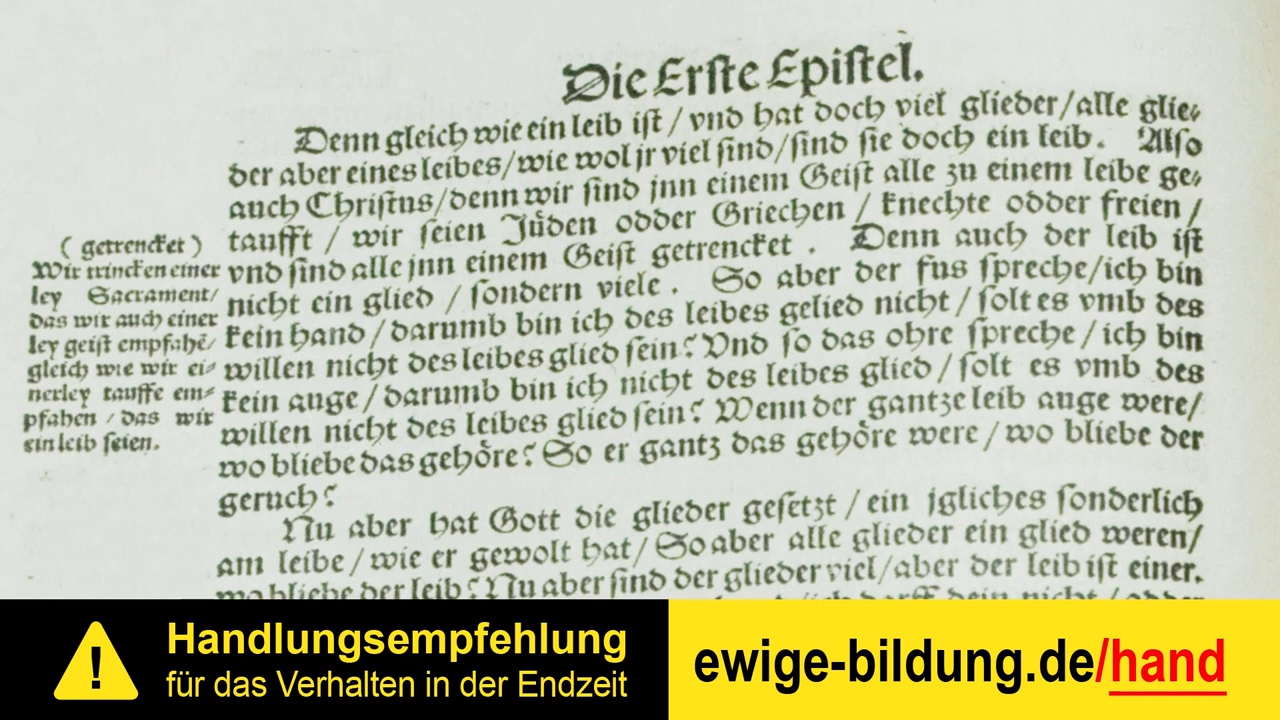 Die Erste Epistel.
Denn gleich wie ein leib ist / vnd hat doch viel glieder/alle glie⸗
der aber eines leibes/wie wol jr viel sind/sind sie doch ein leib. Also
auch Christus/denn wir sind jnn einem Geist alle zu einem leibe ge⸗
taufft / wir seien Jüden odder Griechen / knechte odder freien /
vnd sind alle jnn einem Geist getrencket . Denn auch der leib ist
nicht ein glied / sondern viele . So aber der fus spreche/ich bin
kein hand/darumb bin ich des leibes gelied nicht/solt es vmb des
willen nicht des leibes glied sein? Vnd so das ohre spreche/ich bin
kein auge/darumb bin ich nicht des leibes glied/solt es vmb des
willen nicht des leibes glied sein? Wenn der gantze leib auge were/
wo bliebe das gehöre? So er gantz das gehöre were/wo bliebe der
geruch?
Nu aber hat Gott die glieder gesetzt / ein jgliches sonderlich
am leibe/wie er gewolt hat/So aber alle glieder ein glied weren/
wo bliebe der leib? Nu aber sind der glieder viel/aber der leib ist einer.
( getrencket )
Wir trincken einer
ley Sacrament/
das wir auch einer
ley geist empfahē/
gleich wie wir ei⸗
nerley tauffe em⸗
pfahen / das wir
ein leib seien.
Handlungsempfehlung
für das Verhalten in der Endzeit
ewige-bildung.de/hand